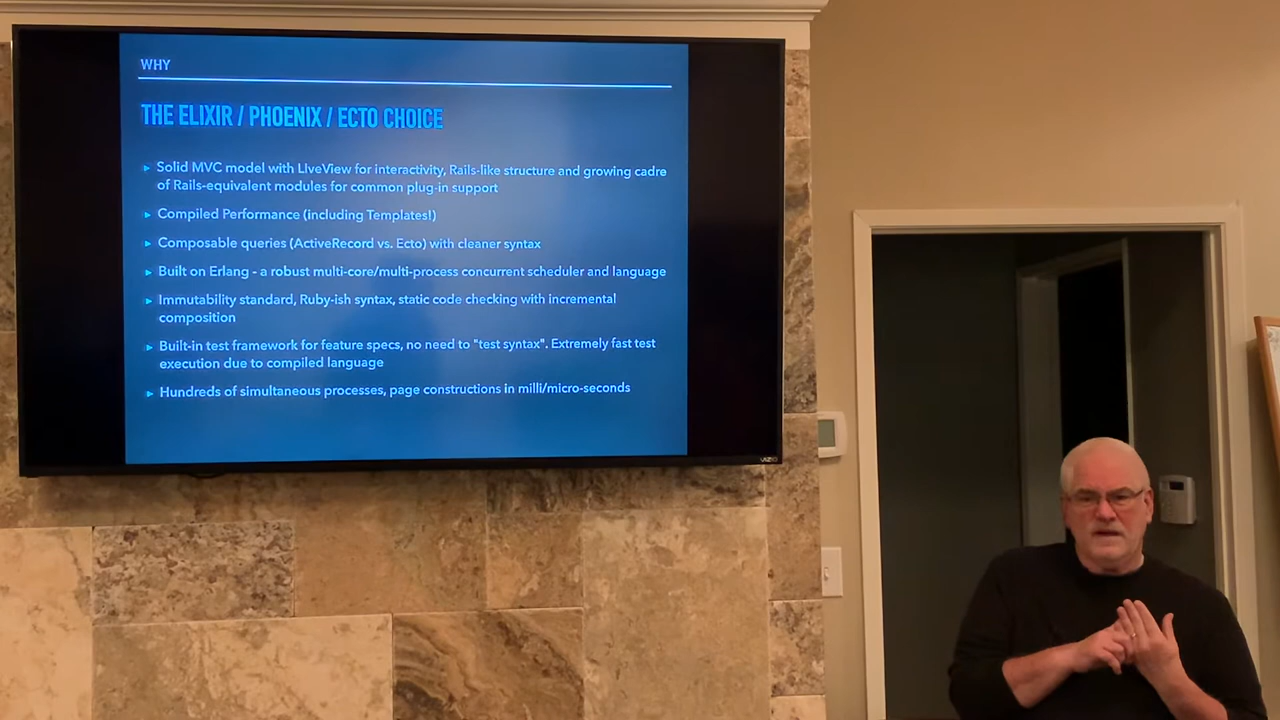 WHY
THE ELIXIR / PHOENIX / ECTO CHOICE
▸ Solid MVC model with LIveView for interactivity, Rails-like structure and growing cadre
of Rails-equivalent modules for common plug-in support
▸ Compiled Performance (including Templates!)
▸ Composable queries (ActiveRecord vs. Ecto) with cleaner syntax
▸ Built on Erlang - a robust multi-core/multi-process concurrent scheduler and language
▸ Immutability standard, Ruby-ish syntax, static code checking with incremental
composition
▸ Built-in test framework for feature specs, no need to "test syntax". Extremely fast test
execution due to compiled language
▸ Hundreds of simultaneous processes, page constructions in milli/micro-seconds
VIZIO